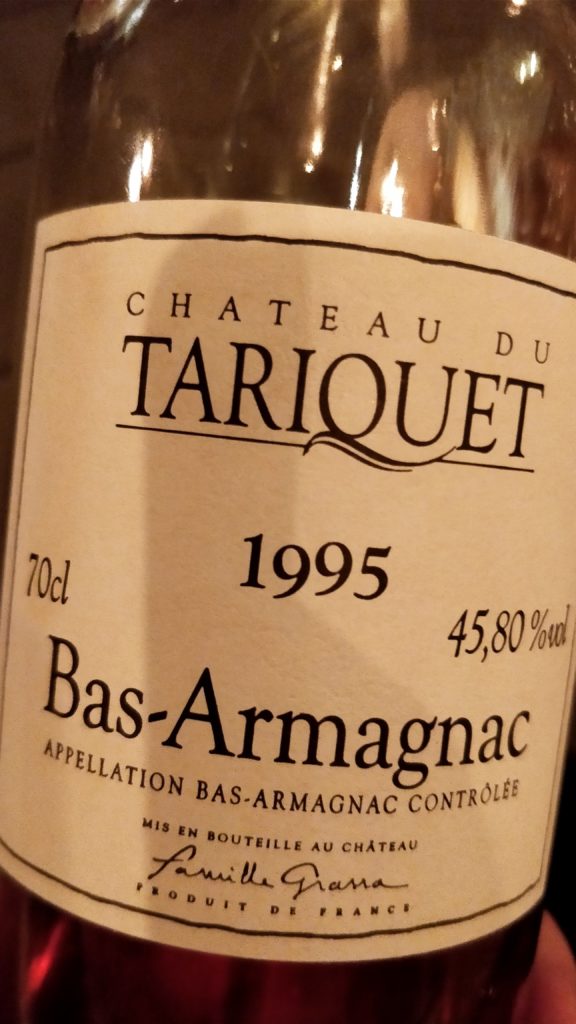 CHATEAU DU
TARIQUET
1995
70cl
45,80 %vol
Bas-Armagnac
APPELLATION BAS-ARMAGNAC CONTRÔLÉE
MIS EN BOUTEILLE AU CHÂTEAU
Famille Grassa
PRODUIT DE FRANCE